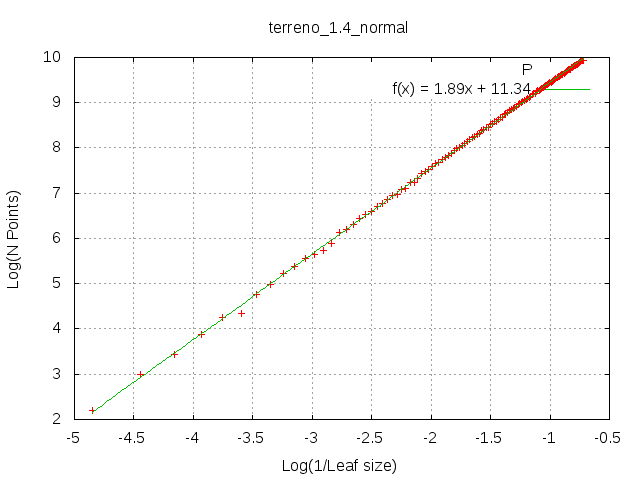 terreno_1.4_normal
10
9
8
7
6
5
4
3
2
P
f(x) = 1.89x + 11.34
Log(N Points)
-5 -4.5 -4 -3.5 -3 -2.5 -2 -1.5 -1 -0.5
Log(1/Leaf size)